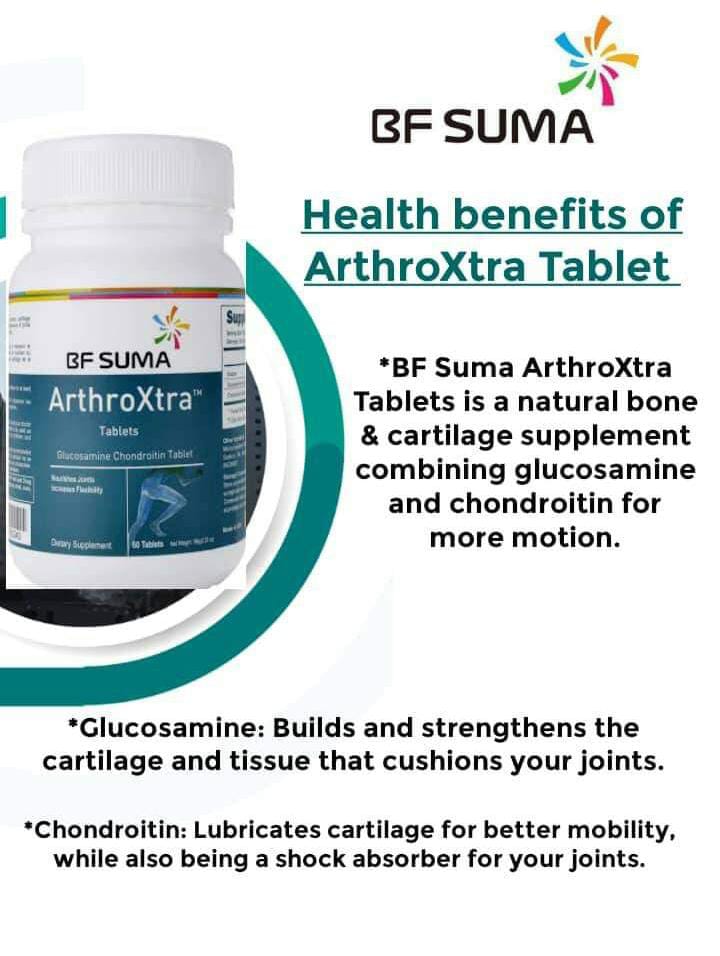 BF SUMA
Health benefits of
ArthroXtra Tablet
*BF Suma ArthroXtra
Tablets is a natural bone
& cartilage supplement
combining glucosamine
and chondroitin for
more motion.
BF SUMA
ArthroXtra™
Tablets
Glucosamine Chondroitin Tablet
Nourishes Joints
Increases Flexibility
Dietary Supplement
60 Tablets
*Glucosamine: Builds and strengthens the
cartilage and tissue that cushions your joints.
*Chondroitin: Lubricates cartilage for better mobility,
while also being a shock absorber for your joints.